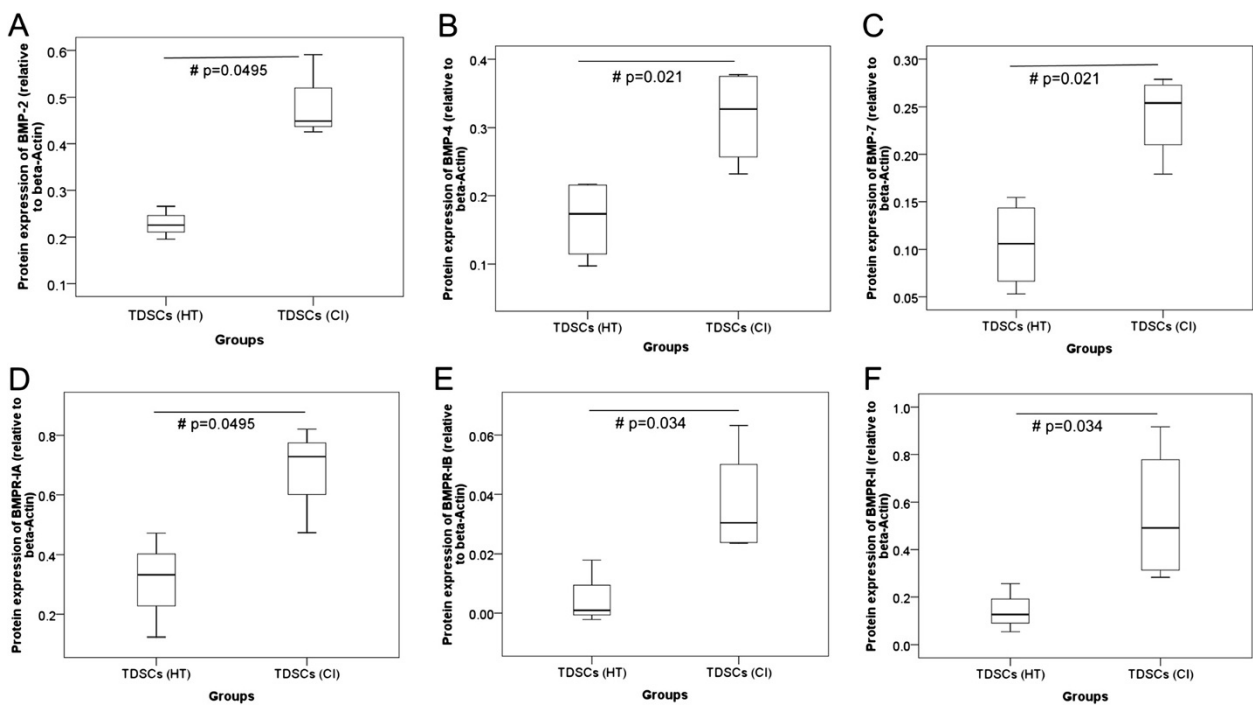 A
Protein expression of BMP-2 (relative
to beta-Actin)
0.6
0.5
0.4
0.3
0.2
0.1
# p=0.0495
TDSCs (HT)
TDSCs (CI)
Groups
B
Protein expression of BMP-4 (relative to
beta-Actin)
0.4
0.3
0.2
0.1
# p=0.021
TDSCs (HT)
TDSCs (CI)
Groups
C
Protein expression of BMP-7 (relative to
beta-Actin)
0.30
0.25
0.20
0.15
0.10
0.05
# p=0.021
TDSCs (HT)
TDSCs (CI)
Groups
D
Protein expression of BMPR-IA (relative to
beta-Actin)
0.8
0.6
0.4
0.2
# p=0.0495
TDSCs (HT)
TDSCs (CI)
Groups
E
Protein expression of BMPR-IB (relative
to beta-Actin)
0.06
0.04
0.02
0.00
# p=0.034
TDSCs (HT)
TDSCs (CI)
Groups
F
Protein expression of BMPR-II (relative to
beta-Actin)
1.0
0.8
0.6
0.4
0.2
0.0
# p=0.034
TDSCs (HT)
TDSCs (CI)
Groups